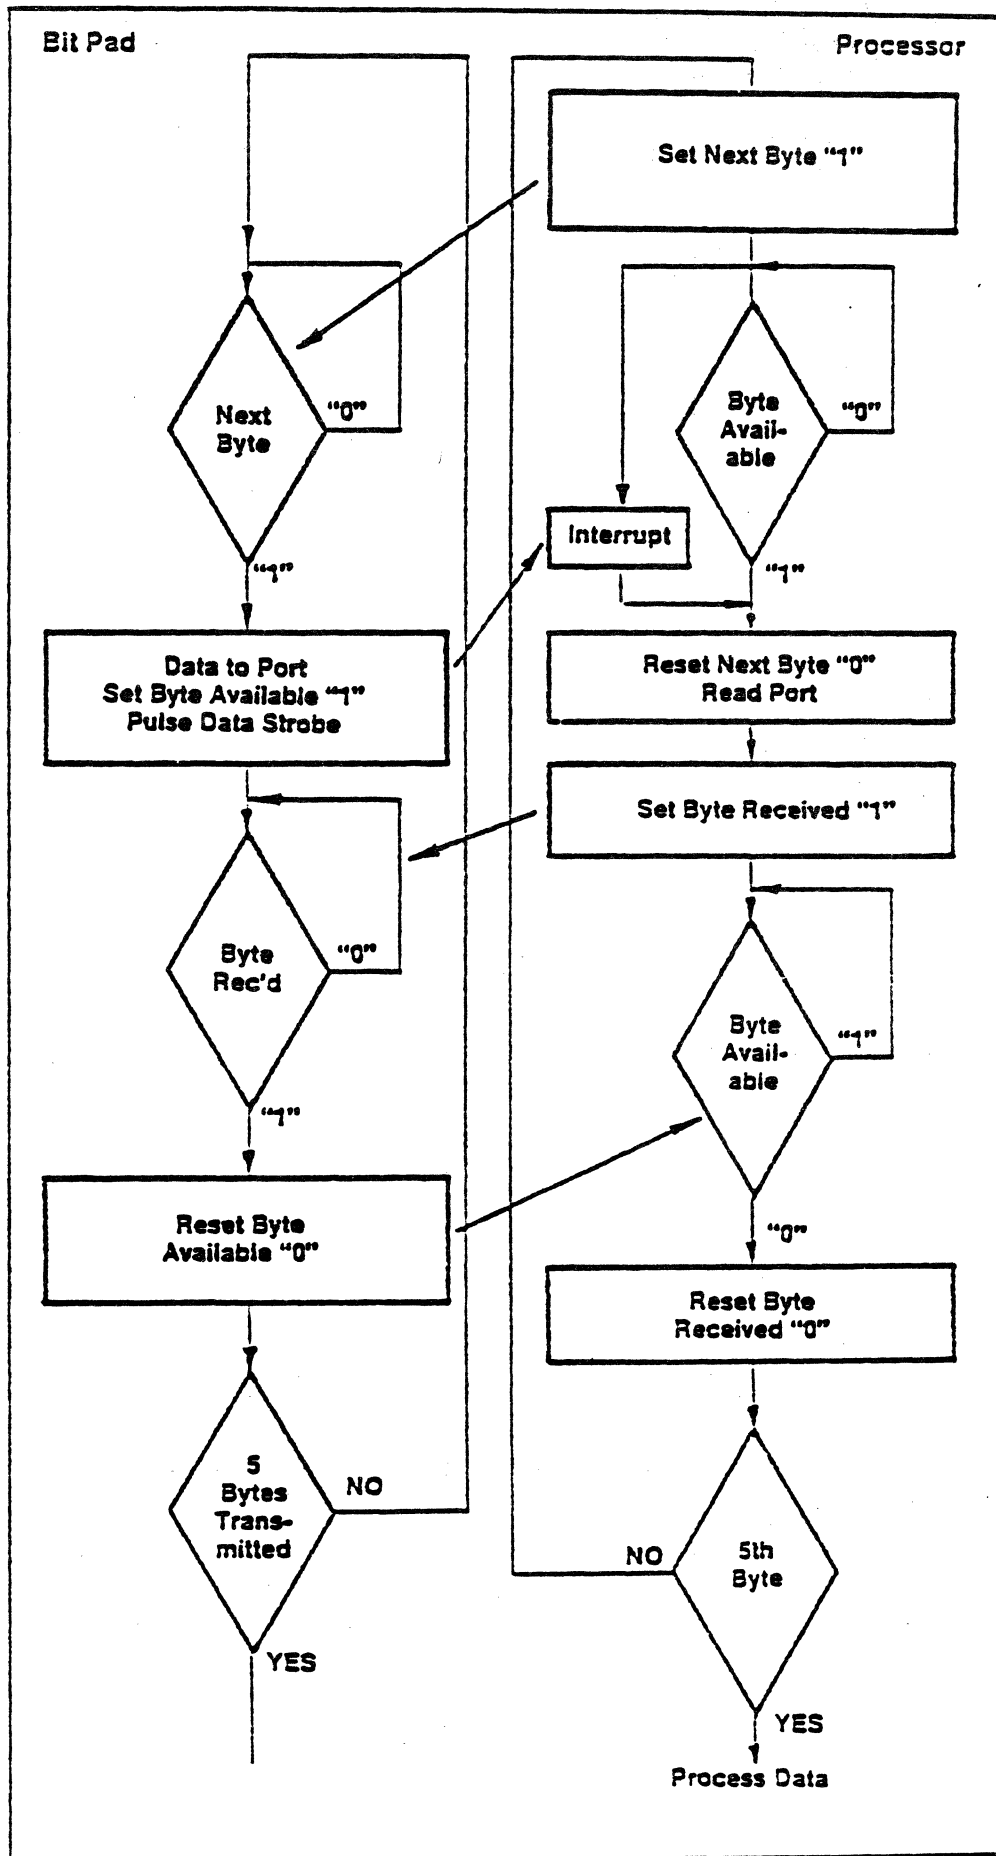 Bit Pad
Processor
Set Next Byte “1”
Next
Byte
“0”
“1”
Byte
Avail-
able
“0”
“1”
Interrupt
Data to Port
Set Byte Available “1”
Pulse Data Strobe
Reset Next Byte “0”
Read Port
Set Byte Received “1”
Byte
Rec'd
“0”
“1”
Byte
Avail-
able
“1”
“0”
Reset Byte
Available “0”
Reset Byte
Received “0”
5
Bytes
Trans-
mitted
NO
YES
NO
5th
Byte
YES
Process Data